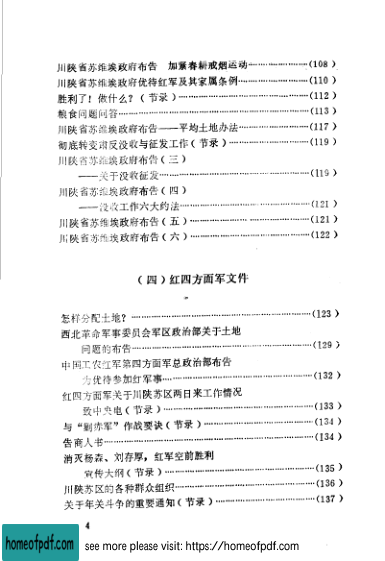 川陕省苏维埃政府布告 加紧春耕戒烟运动……(108)
川陕省苏维埃政府优待红军及其家属条例……(110)
胜利了！做什么？(节录)……(112)
粮食问题问答……(113)
川陕省苏维埃政府布告——平均土地办法……(117)
彻底转变肃反没收与征发工作(节录)……(119)
川陕省苏维埃政府布告(三)
——关于没收征发……(119)
川陕省苏维埃政府布告(四)
——没收工作六大约法……(121)
川陕省苏维埃政府布告(五)……(121)
川陕省苏维埃政府布告(六)……(122)
(四)红四方面军文件
怎样分配土地？……(123)
西北革命军事委员会军区政治部关于土地
问题的布告……(129)
中国工农红军第四方面军总政治部布告
为优待参加红军事……(132)
红四方面军关于川陕苏区两日来工作情况
致中央电(节录)……(133)
与“剿赤军”作战要诀(节录)……(134)
告商人书……(134)
消灭杨森、刘存厚，红军空前胜利
宣传大纲(节录)……(135)
川陕苏区的各种群众组织……(136)
关于年关斗争的重要通知(节录)……(137)
4
homeofpdf.com
see more please visit: https://homeofpdf.com